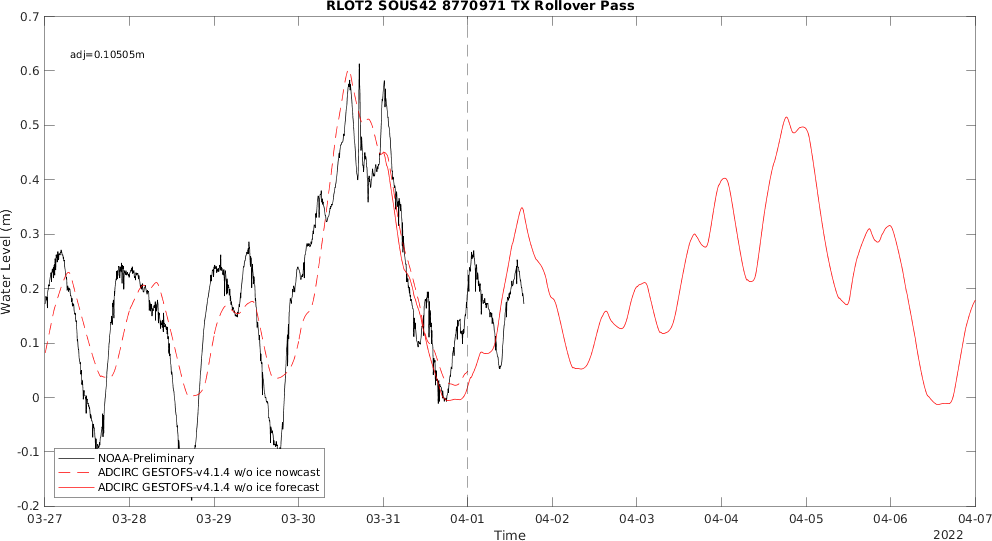 RLOT2 SOUS42 8770971 TX Rollover Pass
0.7
adj=0.10505m
0.6
0.5
0.4
0.3
0.2
0.1
0
-0.1
-0.2
Water Level (m)
NOAA-Preliminary
ADCIRC GESTOFS-v4.1.4 w/o ice nowcast
ADCIRC GESTOFS-v4.1.4 w/o ice forecast
03-27 03-28 03-29 03-30 03-31 04-01 04-02 04-03 04-04 04-05 04-06 04-07
Time
2022